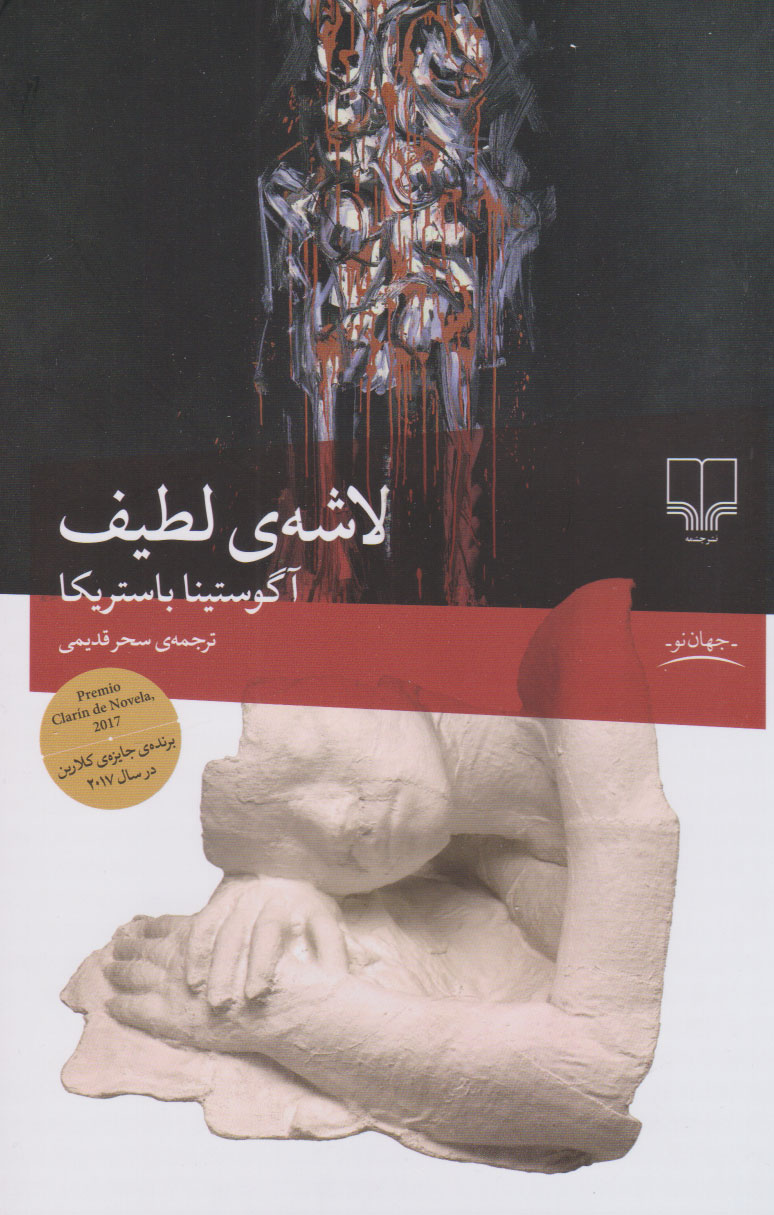 لاشه‌ی لطیف
آگوستینا باستریکا
ترجمه‌ی سحر قدیمی
نشرچشمه
ـ جهان‌نو ـ
Premio
Clarín de Novela,
2017
برنده‌ی جایزه‌ی کلارین
در سال ۲۰۱۷